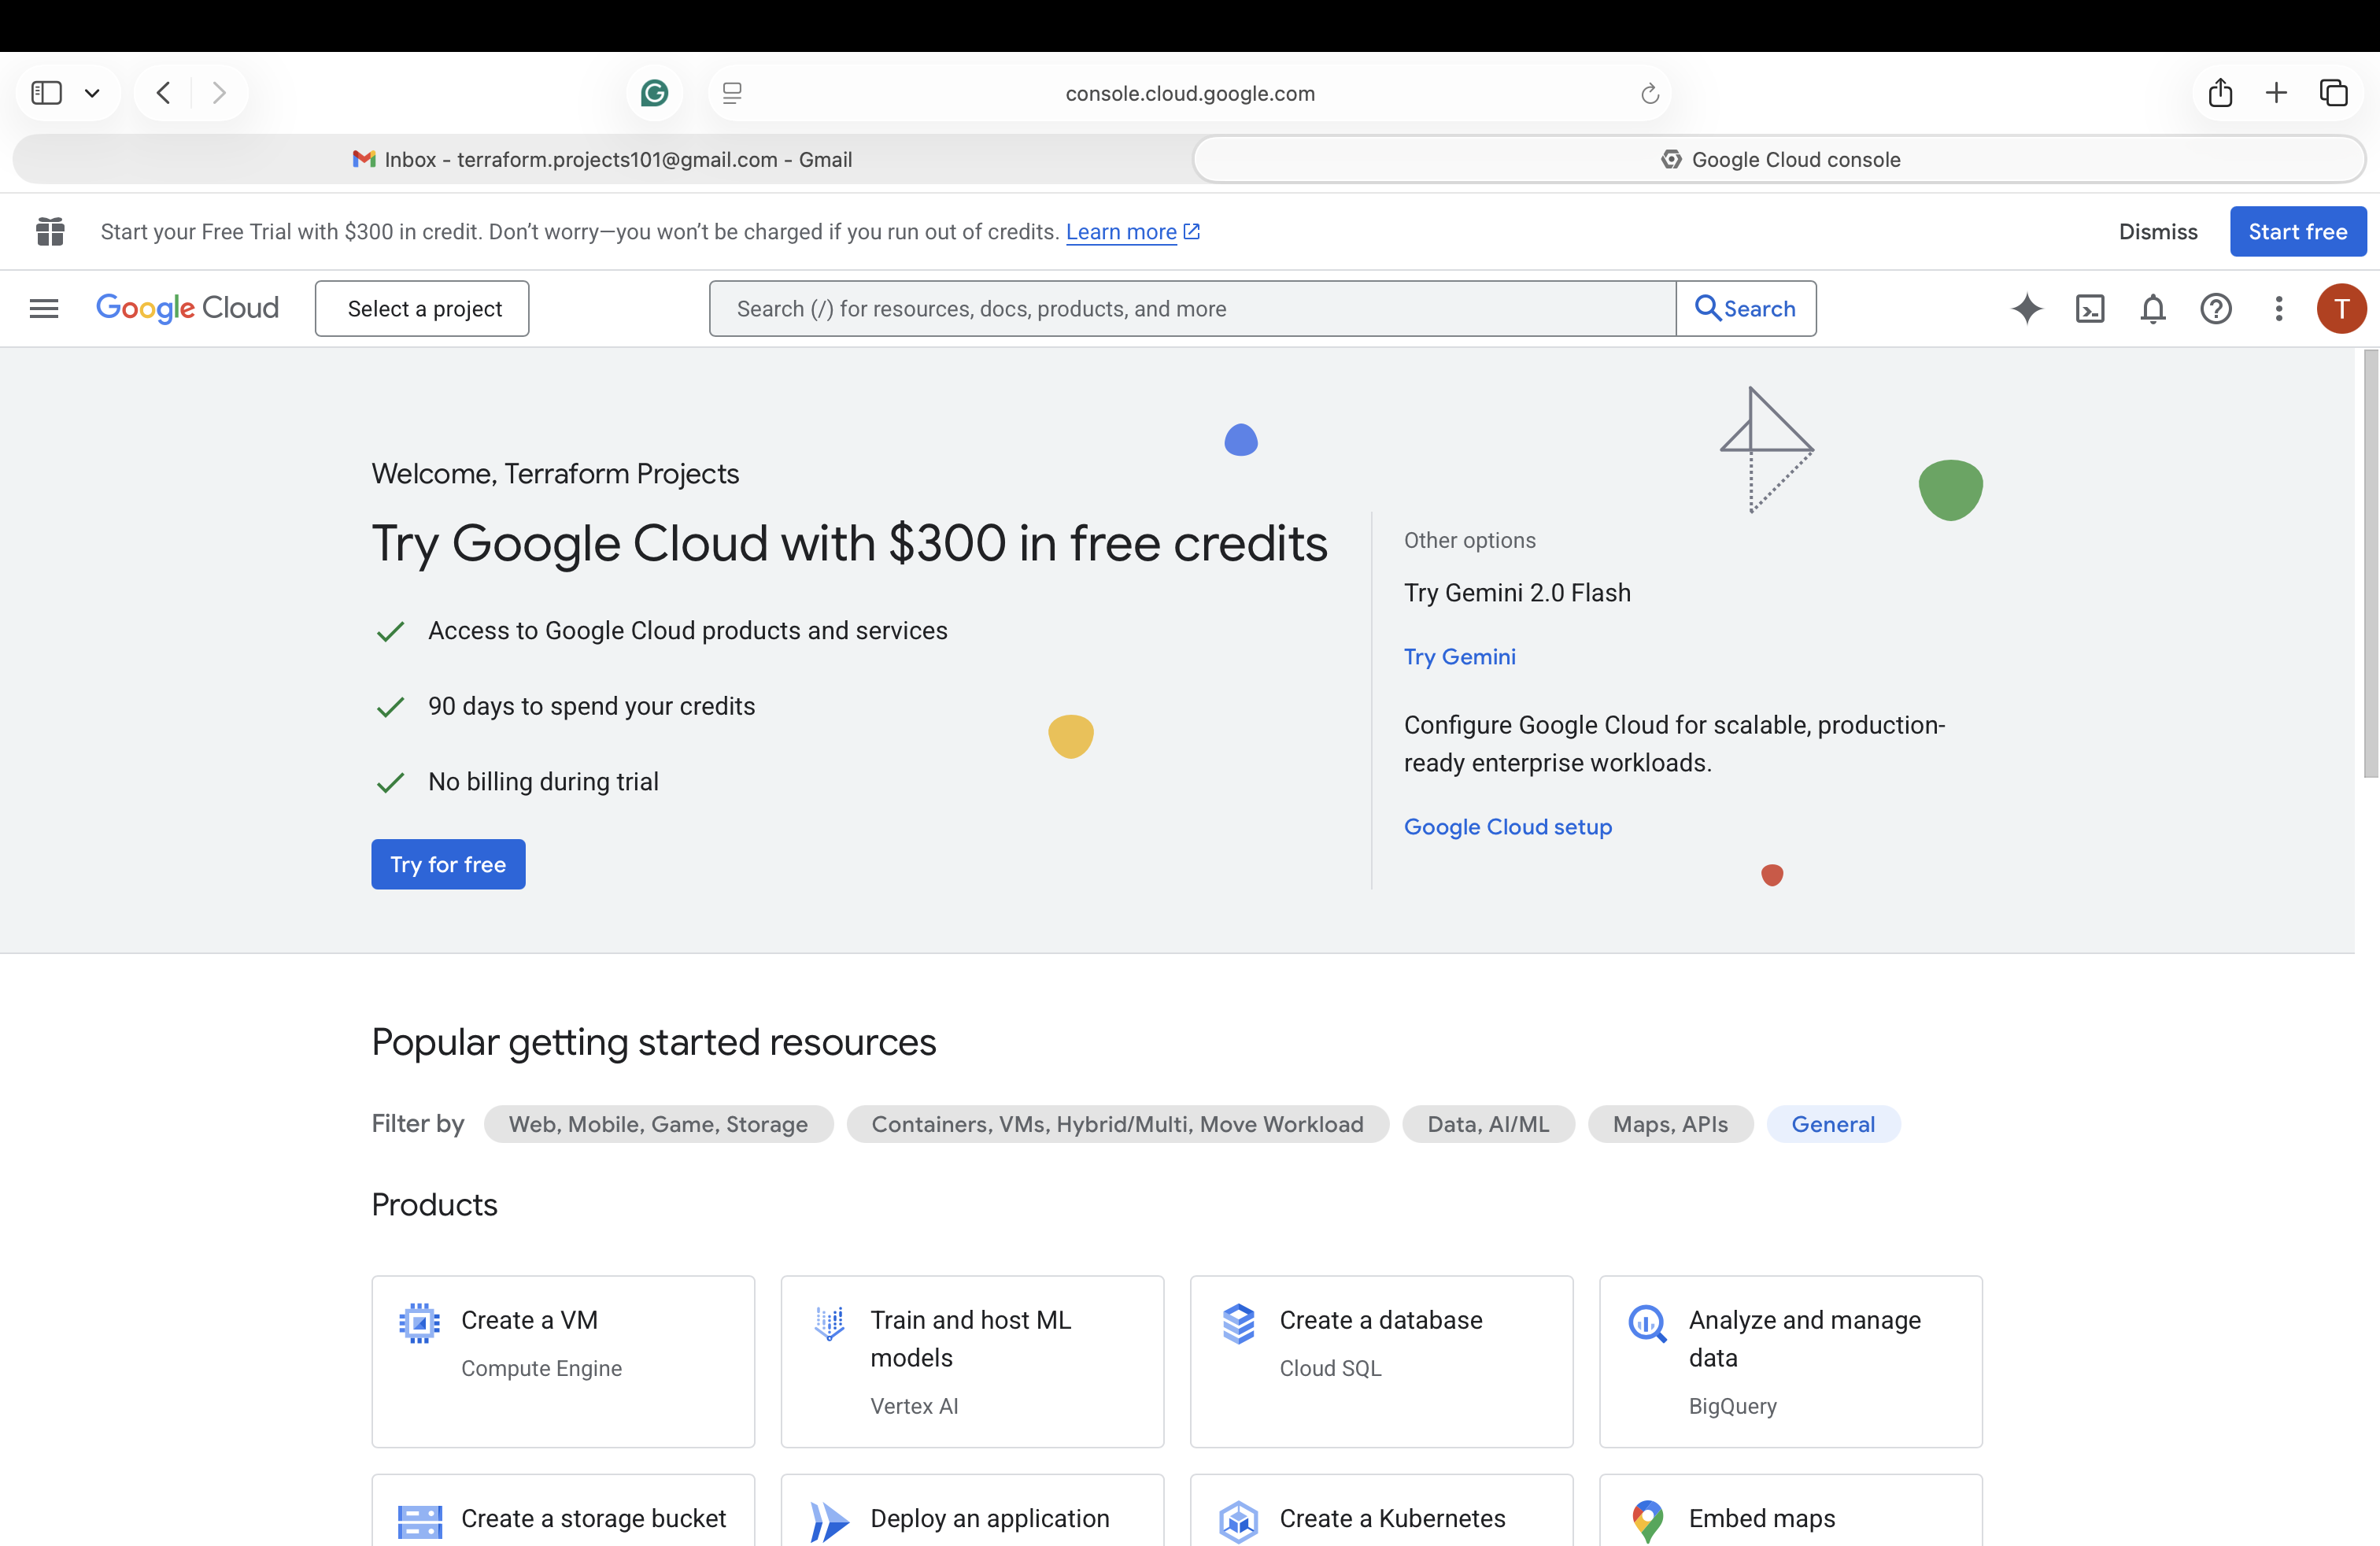 console.cloud.google.com
Inbox - terraform.projects101@gmail.com - Gmail
Google Cloud console
Start your Free Trial with $300 in credit. Don’t worry—you won’t be charged if you run out of credits. Learn more
Dismiss
Start free
Google Cloud
Select a project
Search (/) for resources, docs, products, and more
Search
T
Welcome, Terraform Projects
Try Google Cloud with $300 in free credits
Access to Google Cloud products and services
90 days to spend your credits
No billing during trial
Try for free
Other options
Try Gemini 2.0 Flash
Try Gemini
Configure Google Cloud for scalable, production-
ready enterprise workloads.
Google Cloud setup
Popular getting started resources
Filter by
Web, Mobile, Game, Storage
Containers, VMs, Hybrid/Multi, Move Workload
Data, AI/ML
Maps, APIs
General
Products
Create a VM
Compute Engine
Train and host ML
models
Vertex AI
Create a database
Cloud SQL
Analyze and manage
data
BigQuery
Create a storage bucket
Deploy an application
Create a Kubernetes
Embed maps